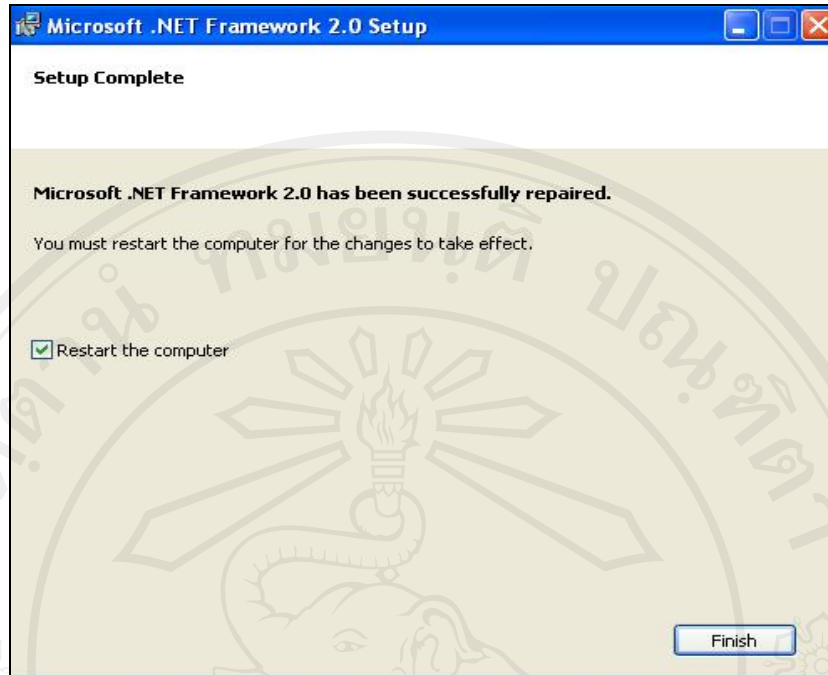 Microsoft .NET Framework 2.0 Setup
Setup Complete
Microsoft .NET Framework 2.0 has been successfully repaired.
You must restart the computer for the changes to take effect.
Restart the computer
Finish